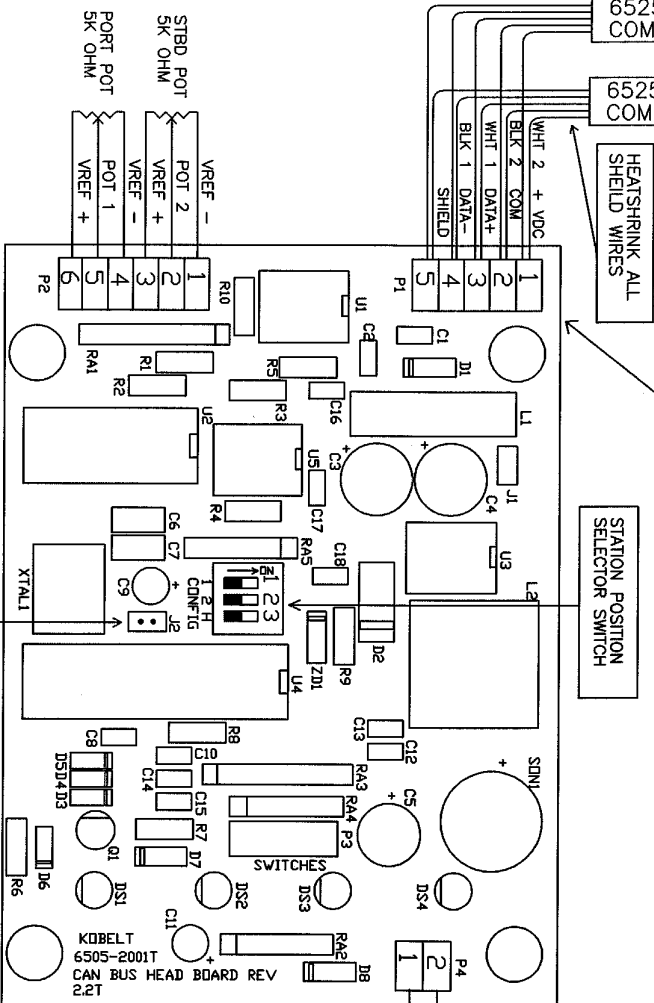 6525
COM
6525
COM
HEATSHRINK ALL
SHEILD WIRES
WHT 2 + VDC
BLK 2 COM
WHT 1 DATA+
BLK 1 DATA-
SHIELD
STBD POT
5K OHM
PORT POT
5K OHM
VREF -
POT 2
VREF +
VREF -
POT 1
VREF +
P2
6 5 4 3 2 1
P1
5 4 3 2 1
R10
U1
C2
C1
RA1
R1
R2
R5
R3
C16
D1
L1
U2
U5
C3
C4
J1
R4
C17
STATION POSITION
SELECTOR SWITCH
C6
C7
RA5
C18
U3
L2
XTAL1
C9
+
J2
ON
1 2 3
CONFIG
1 2 H
ZD1
R9
D2
U4
C8
R8
C13
C12
D5
D4
D3
C10
C14
C15
RA3
RA4
C5
+
SON1
+
Q1
R7
D7
P3
SWITCHES
R6
D6
DS1
DS2
DS3
DS4
C11
+
RA2
D8
P4
1 2
KOBELT
6505-2001T
CAN BUS HEAD BOARD REV
2.2T